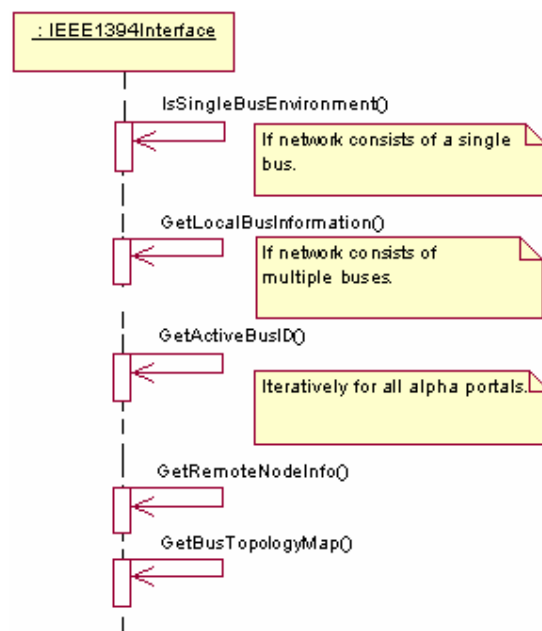 : IEEE1394Interface
IsSingleBusEnvironment()
If network consists of a single
bus.
GetLocalBusInformation()
If network consists of
multiple buses.
GetActiveBusID()
Iteratively for all alpha portals.
GetRemoteNodeInfo()
GetBusTopologyMap()